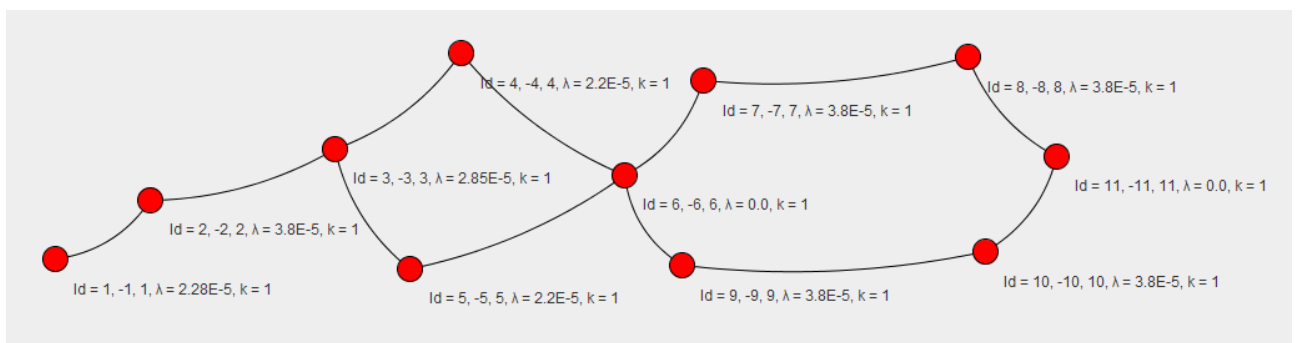 Id = 4, -4, 4, λ = 2.2E-5, k = 1
Id = 8, -8, 8, λ = 3.8E-5, k = 1
Id = 7, -7, 7, λ = 3.8E-5, k = 1
Id = 3, -3, 3, λ = 2.85E-5, k = 1
Id = 11, -11, 11, λ = 0.0, k = 1
Id = 6, -6, 6, λ = 0.0, k = 1
Id = 2, -2, 2, λ = 3.8E-5, k = 1
Id = 10, -10, 10, λ = 3.8E-5, k = 1
Id = 1, -1, 1, λ = 2.28E-5, k = 1
Id = 5, -5, 5, λ = 2.2E-5, k = 1
Id = 9, -9, 9, λ = 3.8E-5, k = 1